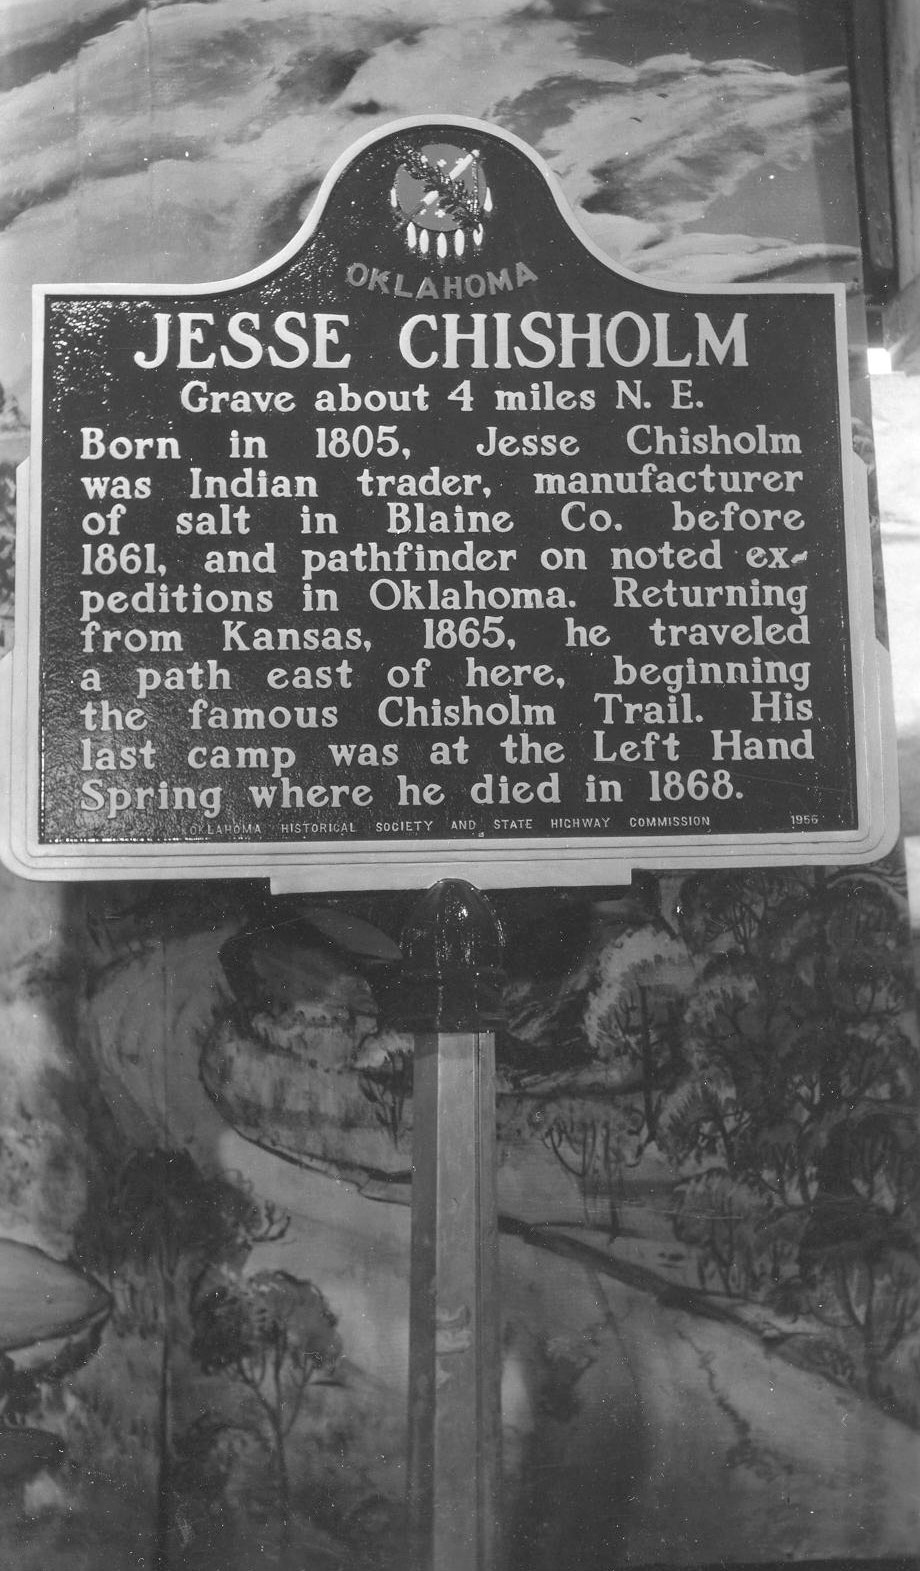 OKLAHOMA
JESSE CHISHOLM
Grave about 4 miles N. E.
Born in 1805, Jesse Chisholm
was Indian trader, manufacturer
of salt in Blaine Co. before
1861, and pathfinder on noted ex-
peditions in Oklahoma. Returning
from Kansas, 1865, he traveled
a path east of here, beginning
the famous Chisholm Trail. His
last camp was at the Left Hand
Spring where he died in 1868.
OKLAHOMA HISTORICAL SOCIETY AND STATE HIGHWAY COMMISSION 1956